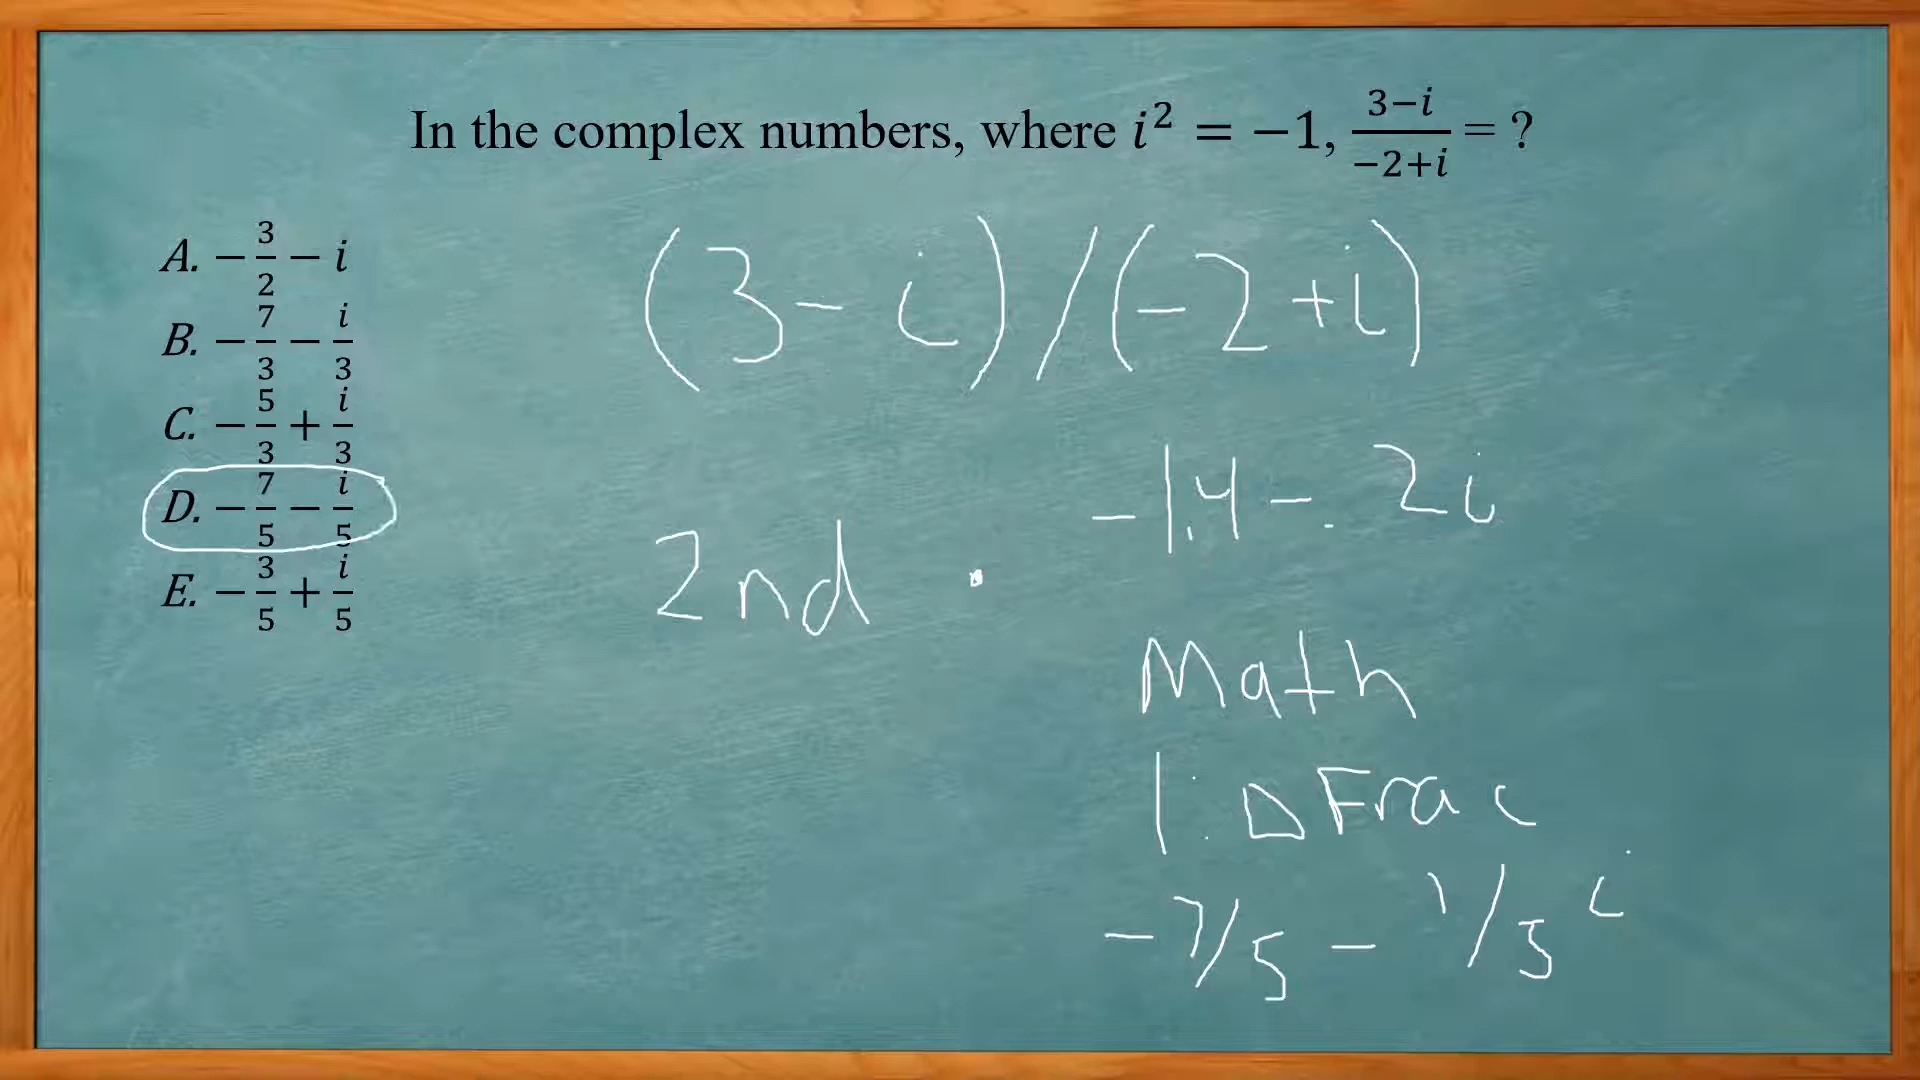 In the complex numbers, where i² = −1, (3−i)/(−2+i) = ?
A. −3/2 − i
B. −7/3 − i/3
C. −5/3 + i/3
D. −7/5 − i/5
E. −3/5 + i/5
(3 - i)/(-2+i)
-1.4 - .2i
2nd .
Math
1: ▷Frac
-7/5 - 1/5 i